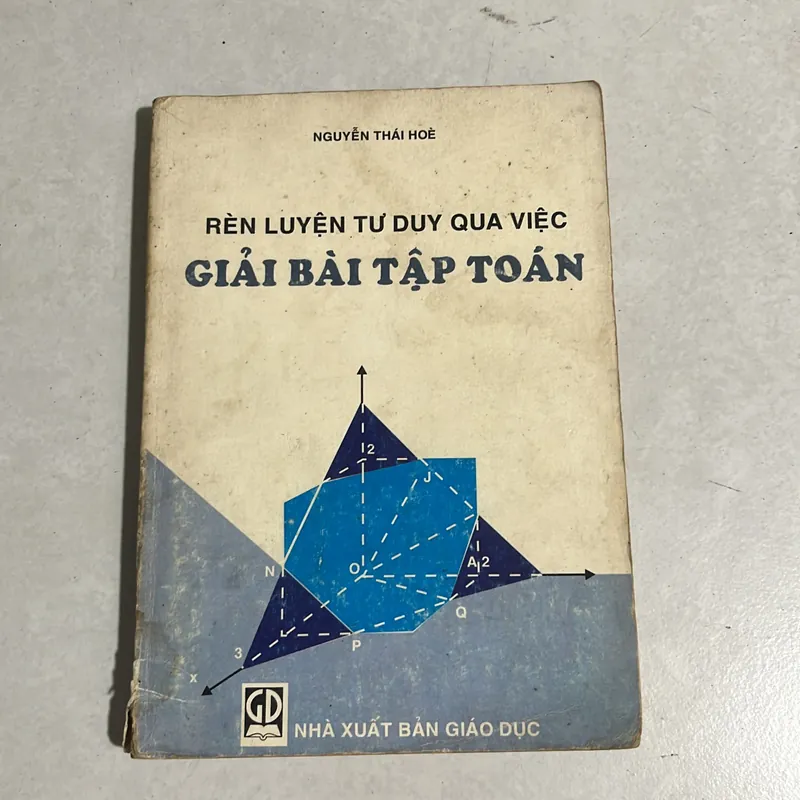 NGUYỄN THÁI HOÈ
RÈN LUYỆN TƯ DUY QUA VIỆC
GIẢI BÀI TẬP TOÁN
2
J
N
O
A
2
Q
3
P
x
GD
NHÀ XUẤT BẢN GIÁO DỤC